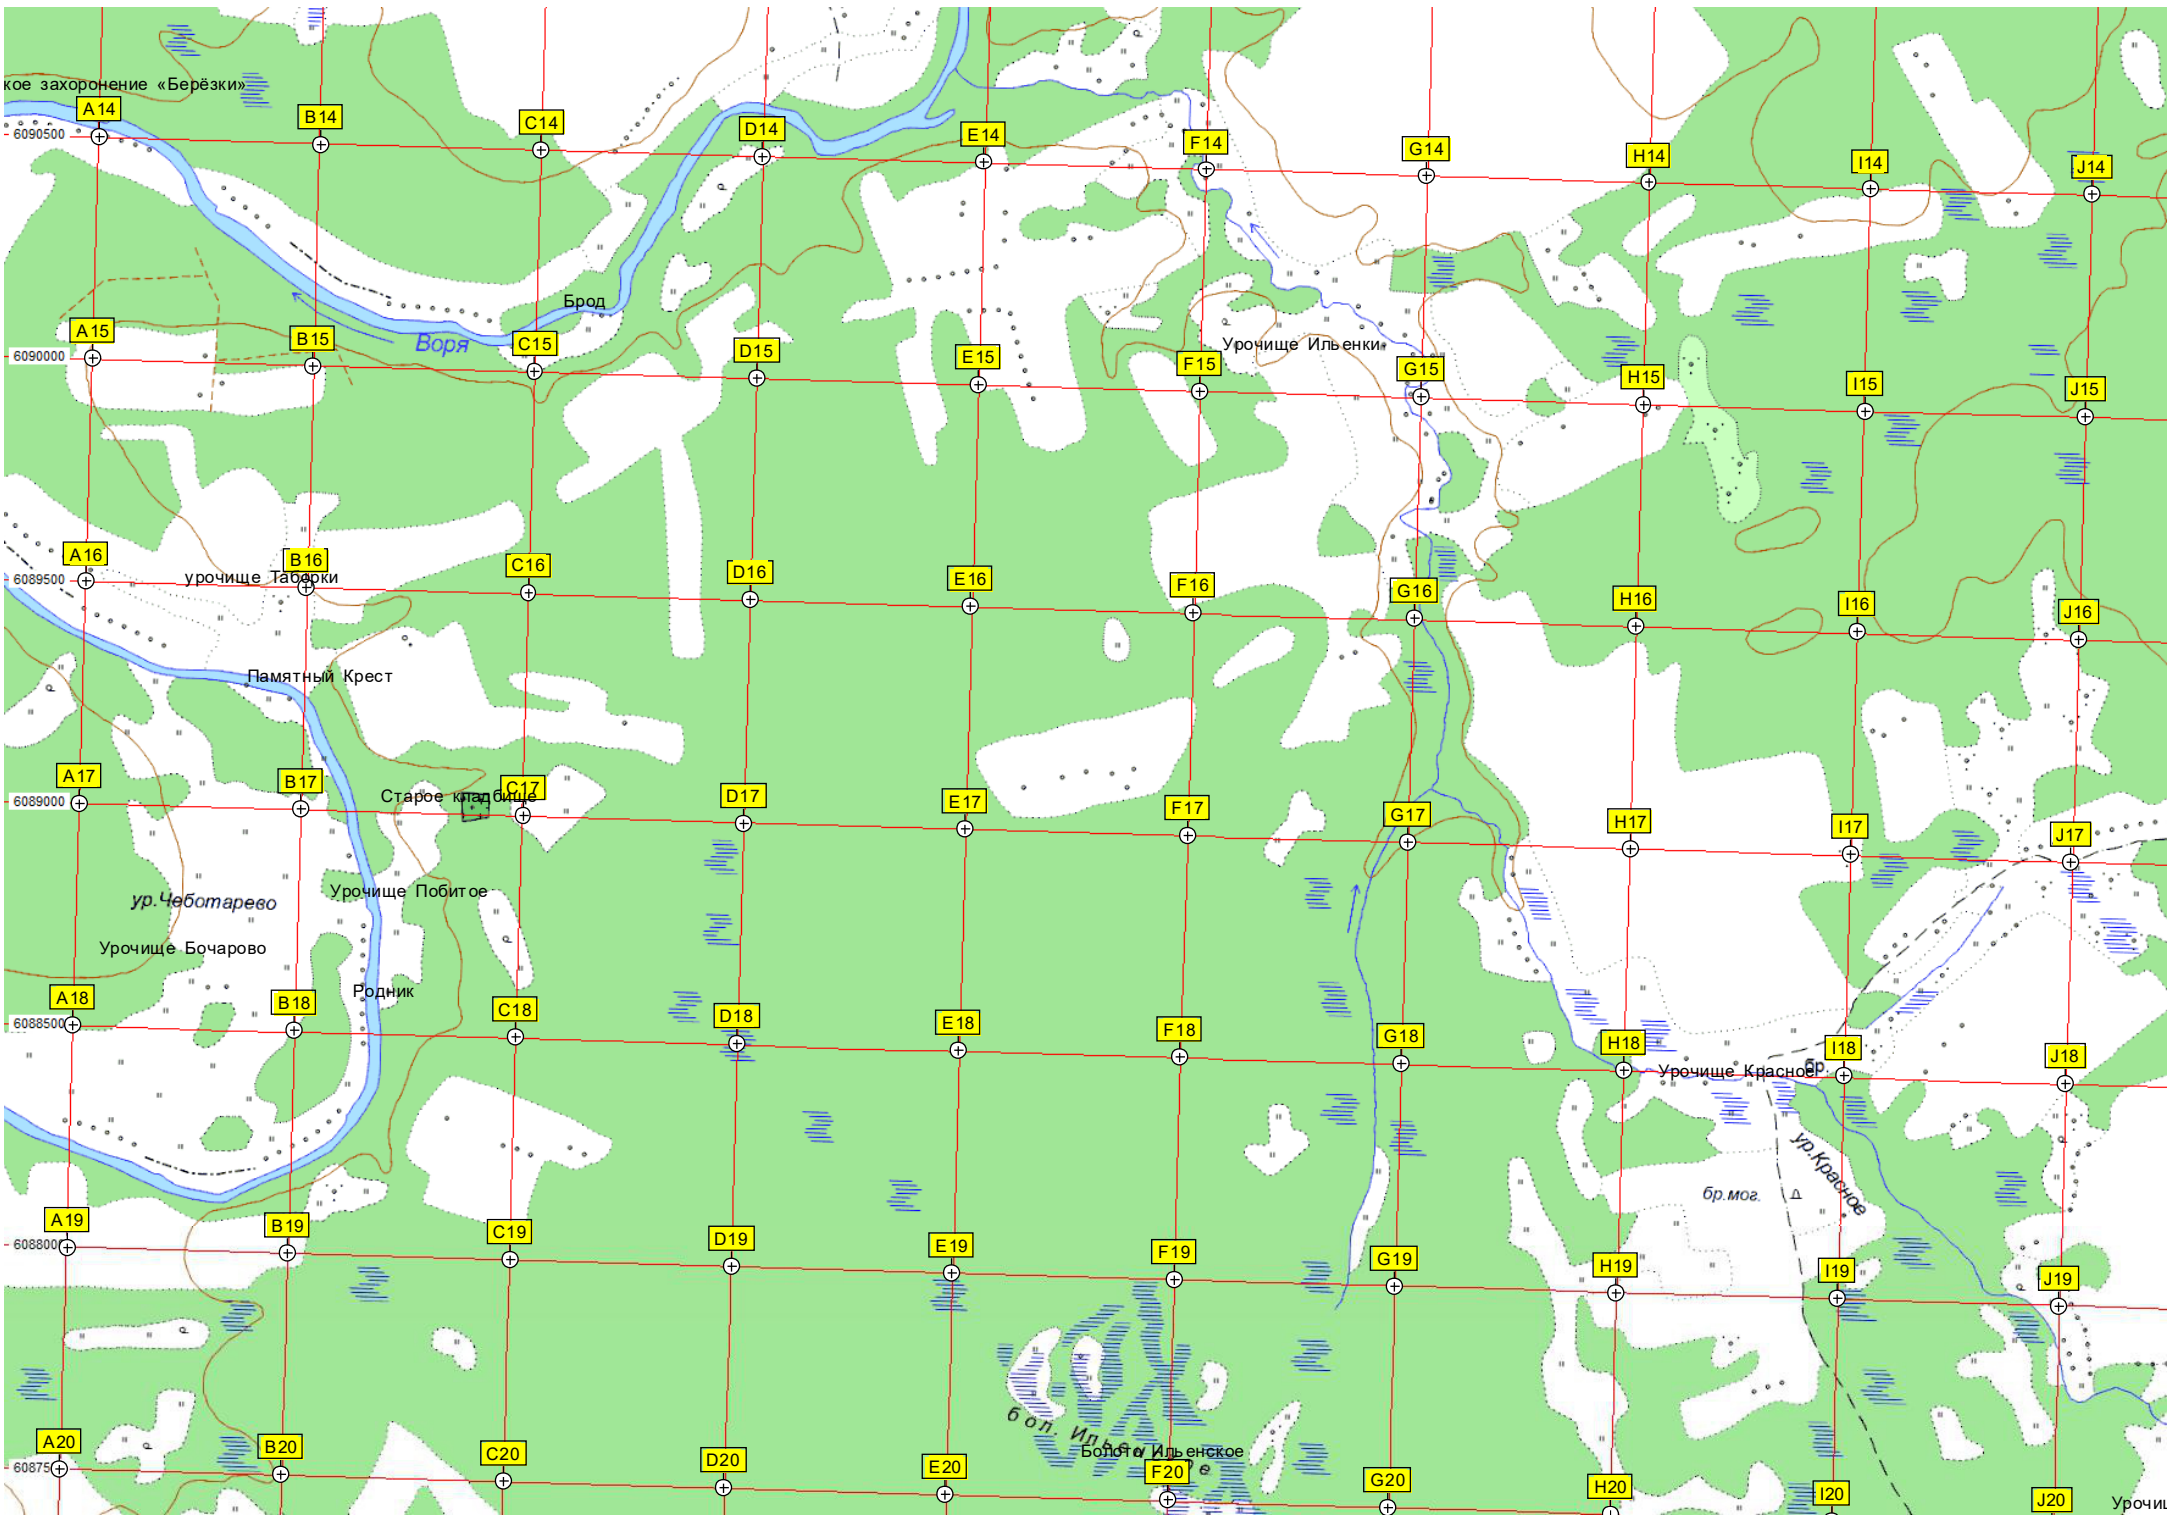 кое захоронение «Берёзки»
A14 B14 C14 D14 E14 F14 G14 H14 I14 J14
6090500
Брод
Воря
Урочище Ильенки
A15 B15 C15 D15 E15 F15 G15 H15 I15 J15
6090000
A16 B16 C16 D16 E16 F16 G16 H16 I16 J16
6089500
урочище Таборки
Памятный Крест
A17 B17 C17 D17 E17 F17 G17 H17 I17 J17
6089000
Старое кладбище
Урочище Побитое
ур.Чеботарево
Урочище Бочарово
Родник
A18 B18 C18 D18 E18 F18 G18 H18 I18 J18
6088500
Урочище Красное
бр.
ур.Красное
бр.мог.
A19 B19 C19 D19 E19 F19 G19 H19 I19 J19
6088000
бол. Ильенское
Болото Ильенское
A20 B20 C20 D20 E20 F20 G20 H20 I20 J20
60875
Урочи